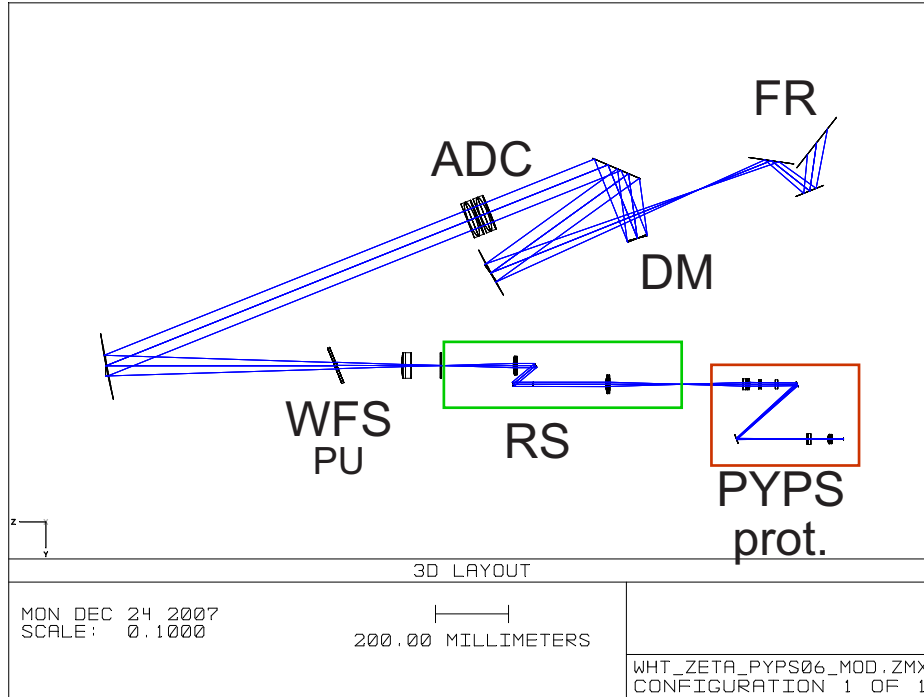 FR
ADC
DM
WFS
PU
RS
PYPS
prot.
Z
Y
3D LAYOUT
MON DEC 24 2007
SCALE: 0.1000
200.00 MILLIMETERS
WHT_ZETA_PYPS06_MOD.ZMX
CONFIGURATION 1 OF 1